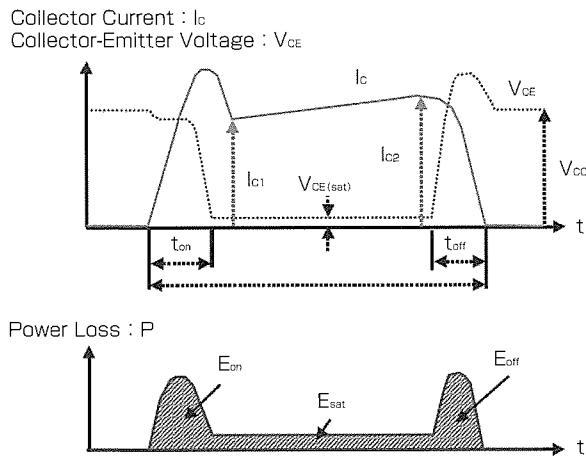 Collector Current : Ic
Collector-Emitter Voltage : VCE
Ic
VCE
IC1
VCE(sat)
IC2
VCC
t
ton
toff
Power Loss : P
Eon
Esat
Eoff
t